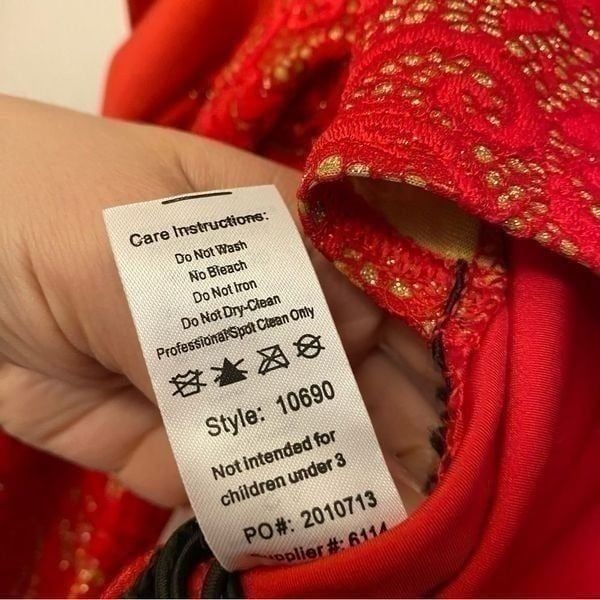 Care Instructions:
Do Not Wash
No Bleach
Do Not Iron
Do Not Dry-Clean
Professional Spot Clean Only
Style: 10690
Not intended for
children under 3
PO#: 2010713
#: 6114